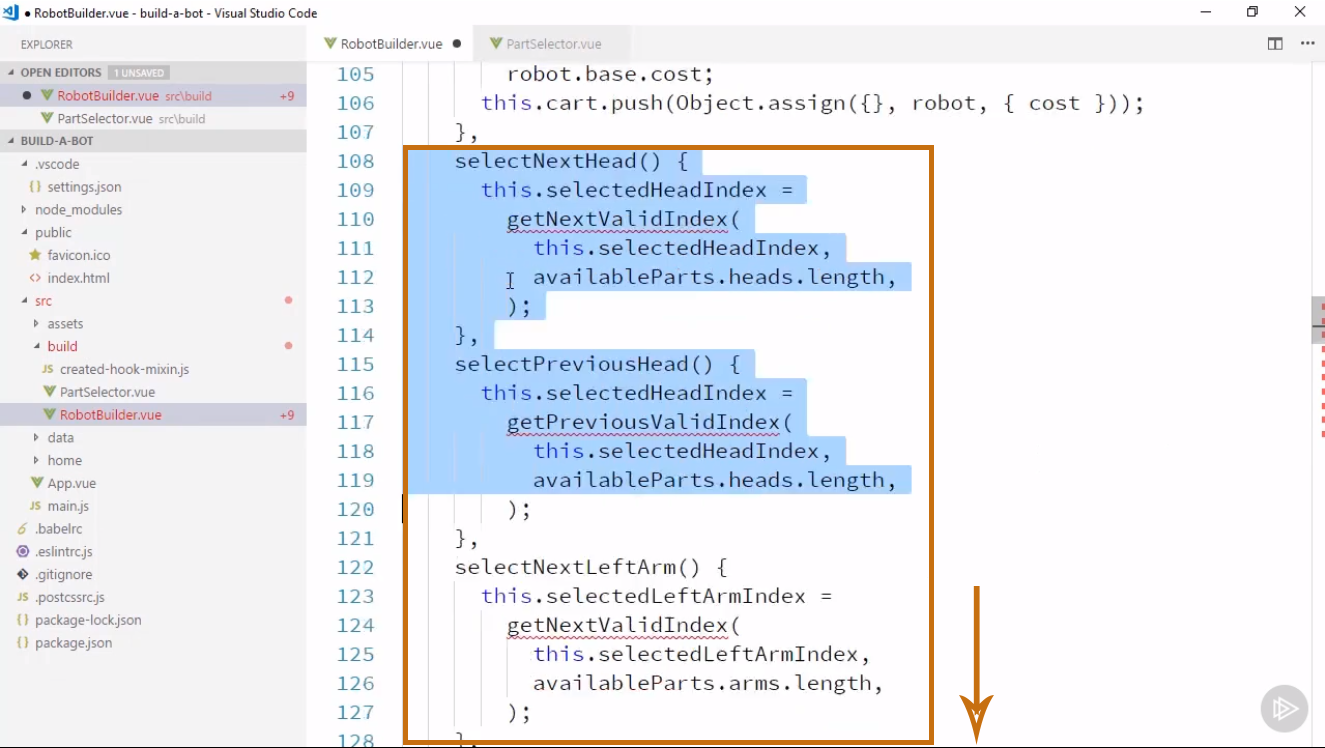 RobotBuilder.vue - build-a-bot - Visual Studio Code
EXPLORER
OPEN EDITORS 1 UNSAVED
RobotBuilder.vue src\build +9
PartSelector.vue src\build
BUILD-A-BOT
.vscode
{} settings.json
node_modules
public
favicon.ico
<> index.html
src
assets
build
JS created-hook-mixin.js
PartSelector.vue
RobotBuilder.vue +9
data
home
App.vue
JS main.js
.babelrc
.eslintrc.js
.gitignore
JS .postcssrc.js
{} package-lock.json
{} package.json
RobotBuilder.vue
PartSelector.vue
105 robot.base.cost;
106 this.cart.push(Object.assign({}, robot, { cost }));
107 },
108 selectNextHead() {
109 this.selectedHeadIndex =
110 getNextValidIndex(
111 this.selectedHeadIndex,
112 availableParts.heads.length,
113 );
114 },
115 selectPreviousHead() {
116 this.selectedHeadIndex =
117 getPreviousValidIndex(
118 this.selectedHeadIndex,
119 availableParts.heads.length,
120 );
121 },
122 selectNextLeftArm() {
123 this.selectedLeftArmIndex =
124 getNextValidIndex(
125 this.selectedLeftArmIndex,
126 availableParts.arms.length,
127 );
128 },